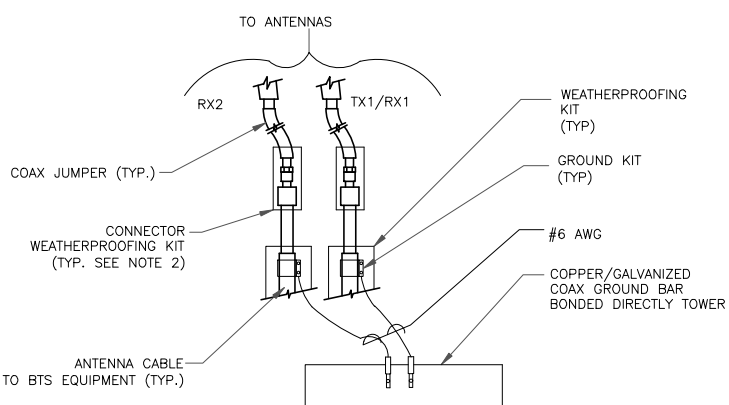 TO ANTENNAS
RX2
TX1/RX1
WEATHERPROOFING
KIT
(TYP)
GROUND KIT
(TYP)
COAX JUMPER (TYP.)
CONNECTOR
WEATHERPROOFING KIT
(TYP. SEE NOTE 2)
#6 AWG
COPPER/GALVANIZED
COAX GROUND BAR
BONDED DIRECTLY TOWER
ANTENNA CABLE
TO BTS EQUIPMENT (TYP.)